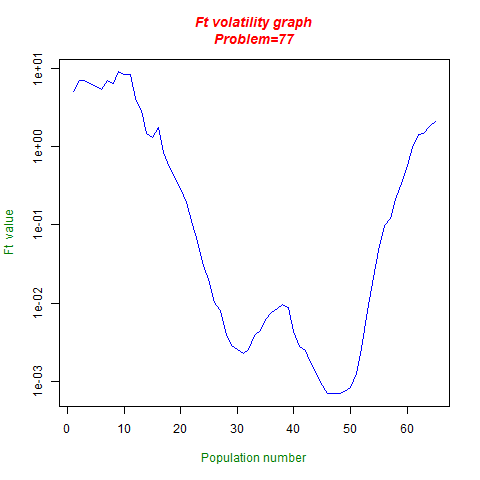 Ft volatility graph
Problem=77
1e+01
1e+00
1e-01
1e-02
1e-03
Ft value
0 10 20 30 40 50 60
Population number